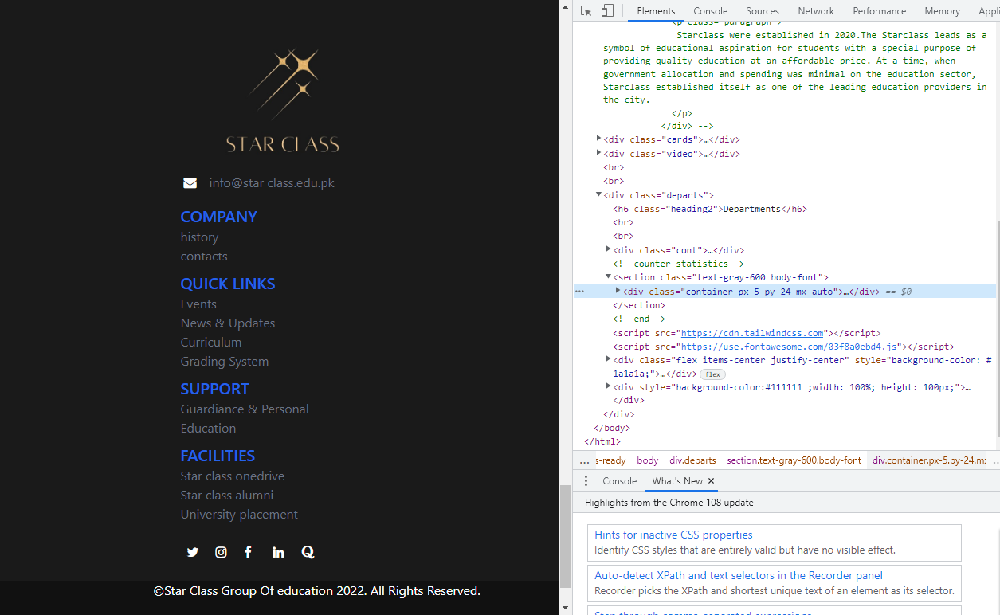 STAR CLASS
info@star class.edu.pk
COMPANY
history
contacts
QUICK LINKS
Events
News & Updates
Curriculum
Grading System
SUPPORT
Guardiance & Personal
Education
FACILITIES
Star class onedrive
Star class alumni
University placement
©Star Class Group Of education 2022. All Rights Reserved.
Elements Console Sources Network Performance Memory Appli
<p class="paragraph">
Starclass were established in 2020.The Starclass leads as a
symbol of educational aspiration for students with a special purpose of
providing quality education at an affordable price. At a time, when
government allocation and spending was minimal on the education sector,
Starclass established itself as one of the leading education providers in
the city.
</p>
</div> -->
<div class="cards">…</div>
<div class="video">…</div>
<br>
<br>
<div class="departs">
<h6 class="heading2">Departments</h6>
<br>
<br>
<div class="cont">…</div>
<!--counter statistics-->
<section class="text-gray-600 body-font">
<div class="container px-5 py-24 mx-auto">…</div> == $0
</section>
<!--end-->
<script src="https://cdn.tailwindcss.com"></script>
<script src="https://use.fontawesome.com/03f8a0ebd4.js"></script>
<div class="flex items-center justify-center" style="background-color: #
1a1a1a;">…</div> flex
<div style="background-color:#111111 ;width: 100%; height: 100px;">…
</div>
</div>
</body>
</html>
… s-ready body div.departs section.text-gray-600.body-font div.container.px-5.py-24.mx …
Console What's New ×
Highlights from the Chrome 108 update
Hints for inactive CSS properties
Identify CSS styles that are entirely valid but have no visible effect.
Auto-detect XPath and text selectors in the Recorder panel
Recorder picks the XPath and shortest unique text of an element as its selector.
Step through comma-separated expressions